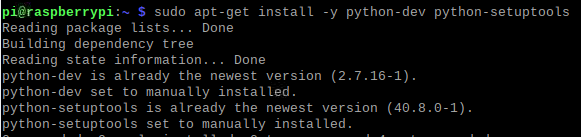 pi@raspberrypi:~ $ sudo apt-get install -y python-dev python-setuptools
Reading package lists... Done
Building dependency tree
Reading state information... Done
python-dev is already the newest version (2.7.16-1).
python-dev set to manually installed.
python-setuptools is already the newest version (40.8.0-1).
python-setuptools set to manually installed.